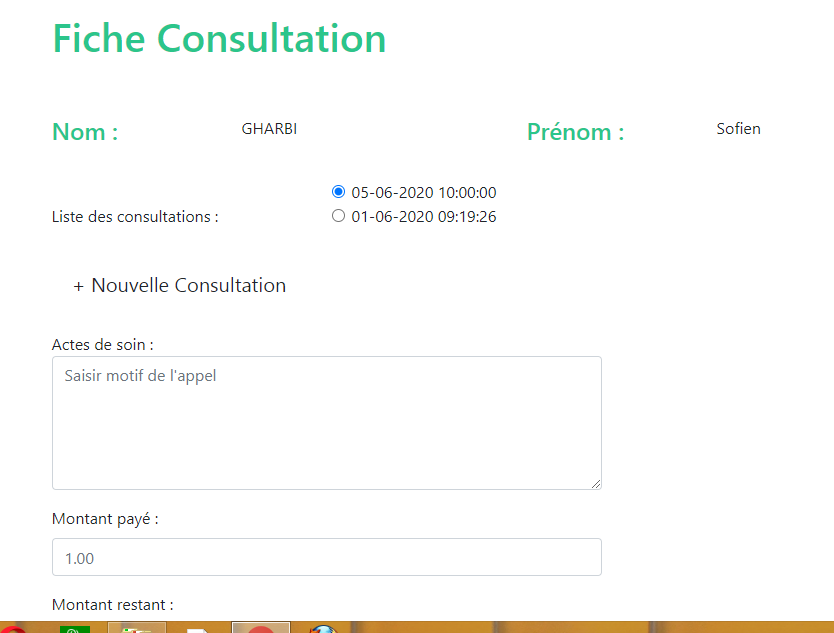 Fiche Consultation
Nom : GHARBI Prénom : Sofien
05-06-2020 10:00:00
Liste des consultations : 01-06-2020 09:19:26
+ Nouvelle Consultation
Actes de soin :
Saisir motif de l'appel
Montant payé :
1.00
Montant restant :